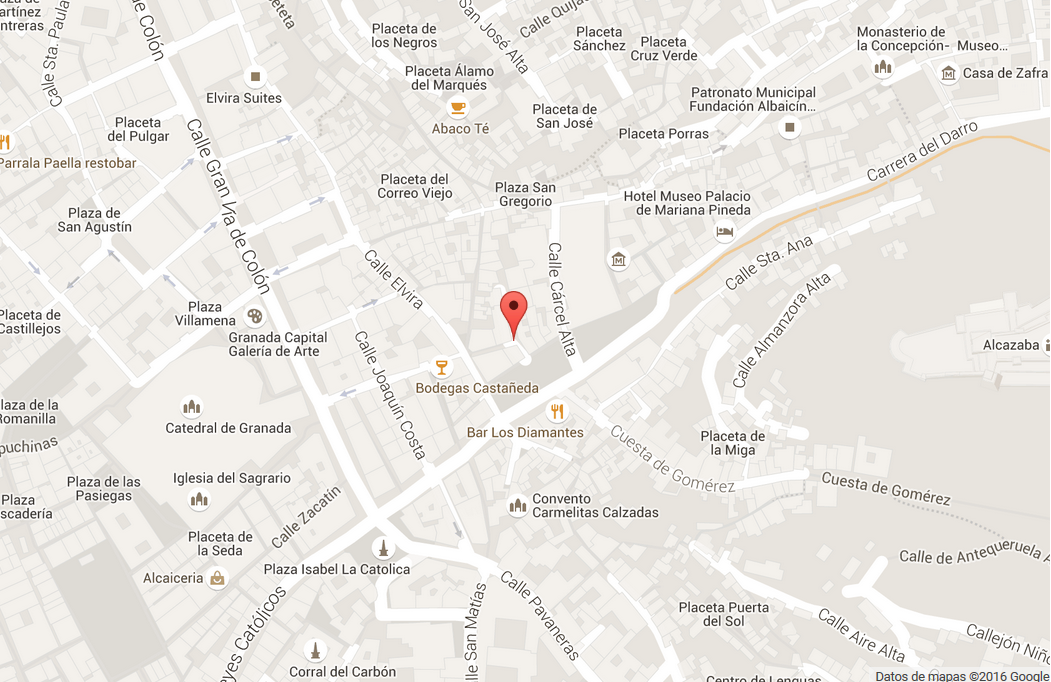 Plaza de
Martínez
Contreras
Calle Sta. Paula
de Colón
San José Alta
Calle Quijad
Placeta de
los Negros
Placeta
Sánchez
Placeta
Cruz Verde
Monasterio de
la Concepción-
Museo...
Casa de Zafra
Placeta Álamo
del Marqués
Elvira Suites
Abaco Té
Patronato Municipal
Fundación Albaicín...
Placeta de
San José
Placeta
del Pulgar
Placeta Porras
Parrala Paella restobar
Calle Gran Vía de Colón
Carrera del Darro
Placeta del
Correo Viejo
Plaza San
Gregorio
Hotel Museo Palacio
de Mariana Pineda
Plaza de
San Agustín
Calle Elvira
Calle Cárcel Alta
Calle Sta. Ana
Calle Almanzora Alta
Plaza
Villamena
Placeta de
Castillejos
Granada Capital
Galería de Arte
Alcazaba
Calle Joaquín Costa
Bodegas Castañeda
Plaza de la
Romanilla
Catedral de Granada
Bar Los Diamantes
Placeta de
la Miga
puchinas
Cuesta de Gomérez
Plaza de las
Pasiegas
Iglesia del Sagrario
Cuesta de Gomérez
Plaza
scadería
Calle Zacatín
Convento
Carmelitas Calzadas
Placeta de
la Seda
Plaza Isabel La Catolica
Alcaiceria
Calle de Antequeruela A
Calle San Matías
Calle Pavaneras
Reyes Católicos
Placeta Puerta
del Sol
Calle Aire Alta
Callejón Niño
Corral del Carbón
Centro de Lenguas
Datos de mapas ©2016 Google